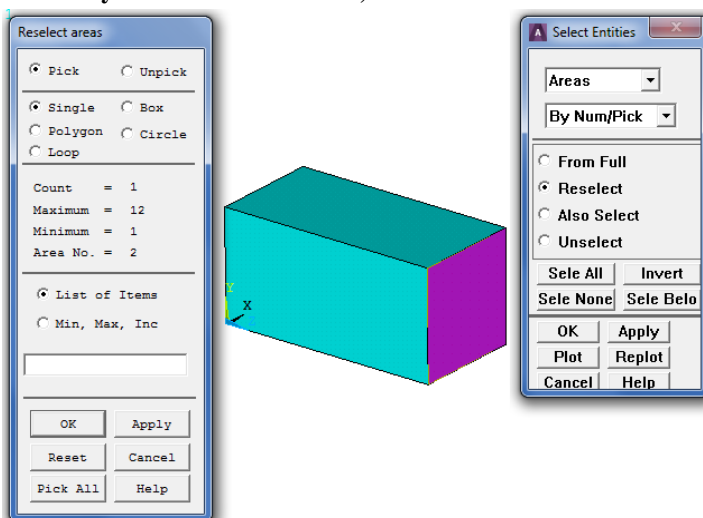 1
Reselect areas
Pick Unpick
Single Box
Polygon Circle
Loop
Count = 1
Maximum = 12
Minimum = 1
Area No. = 2
List of Items
Min, Max, Inc
OK Apply
Reset Cancel
Pick All Help
Y
X
A Select Entities
Areas
By Num/Pick
From Full
Reselect
Also Select
Unselect
Sele All Invert
Sele None Sele Belo
OK Apply
Plot Replot
Cancel Help